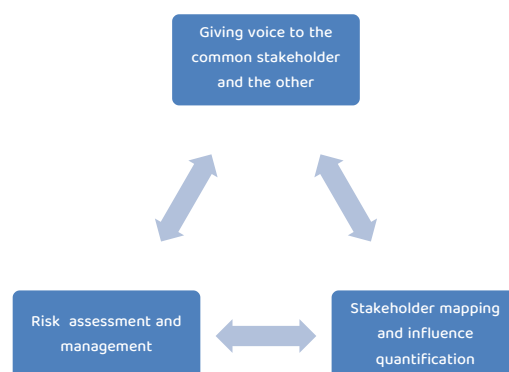 Giving voice to the
common stakeholder
and the other
Risk assessment and
management
Stakeholder mapping
and influence
quantification